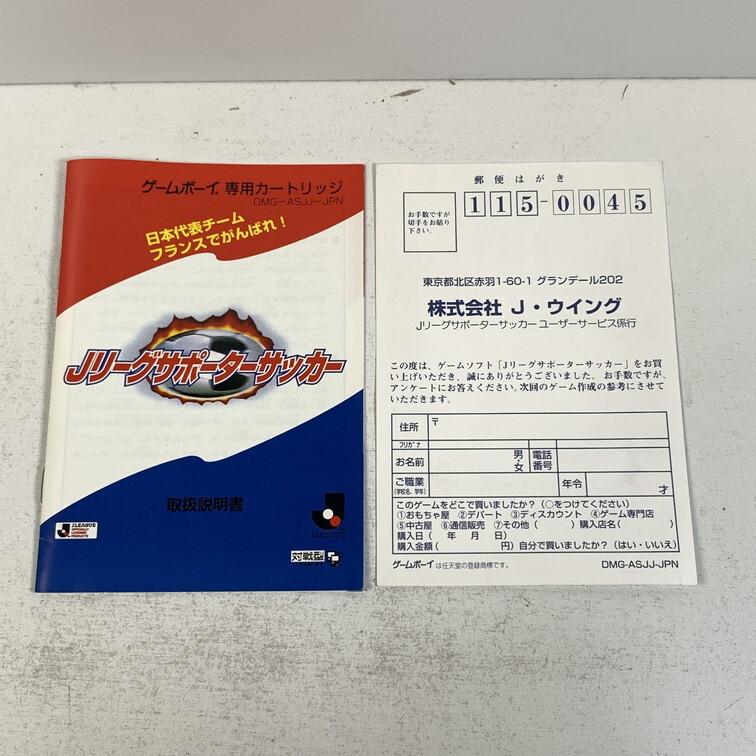 ゲームボーイ専用カートリッジ
DMG-ASJJ-JPN
日本代表チーム
フランスでがんばれ！
Jリーグサポーターサッカー
取扱説明書
J.LEAGUE
OFFICIALLY
LICENSED
PRODUCTS
J.LEAGUE
対戦型
郵便はがき
お手数ですが
切手をお貼り
下さい。
115-0045
東京都北区赤羽1-60-1 グランデール202
株式会社 J・ウイング
Jリーグサポーターサッカー ユーザーサービス係行
この度は、ゲームソフト「Jリーグサポーターサッカー」をお買
い上げいただき、誠にありがとうございました。お手数ですが、
アンケートにお答えください。次回のゲーム作成の参考にさせて
いただきます。
住所 〒
フリガナ
お名前 男・女 電話番号
ご職業 (学校名、学年) 年令 才
このゲームをどこで買いましたか？（○をつけてください）
①おもちゃ屋 ②デパート ③ディスカウント ④ゲーム専門店
⑤中古屋 ⑥通信販売 ⑦その他（ ）購入店名（ ）
購入日（ 年 月 日）
購入金額（ 円）自分で買いましたか？（はい・いいえ）
ゲームボーイは任天堂の登録商標です。 DMG-ASJJ-JPN